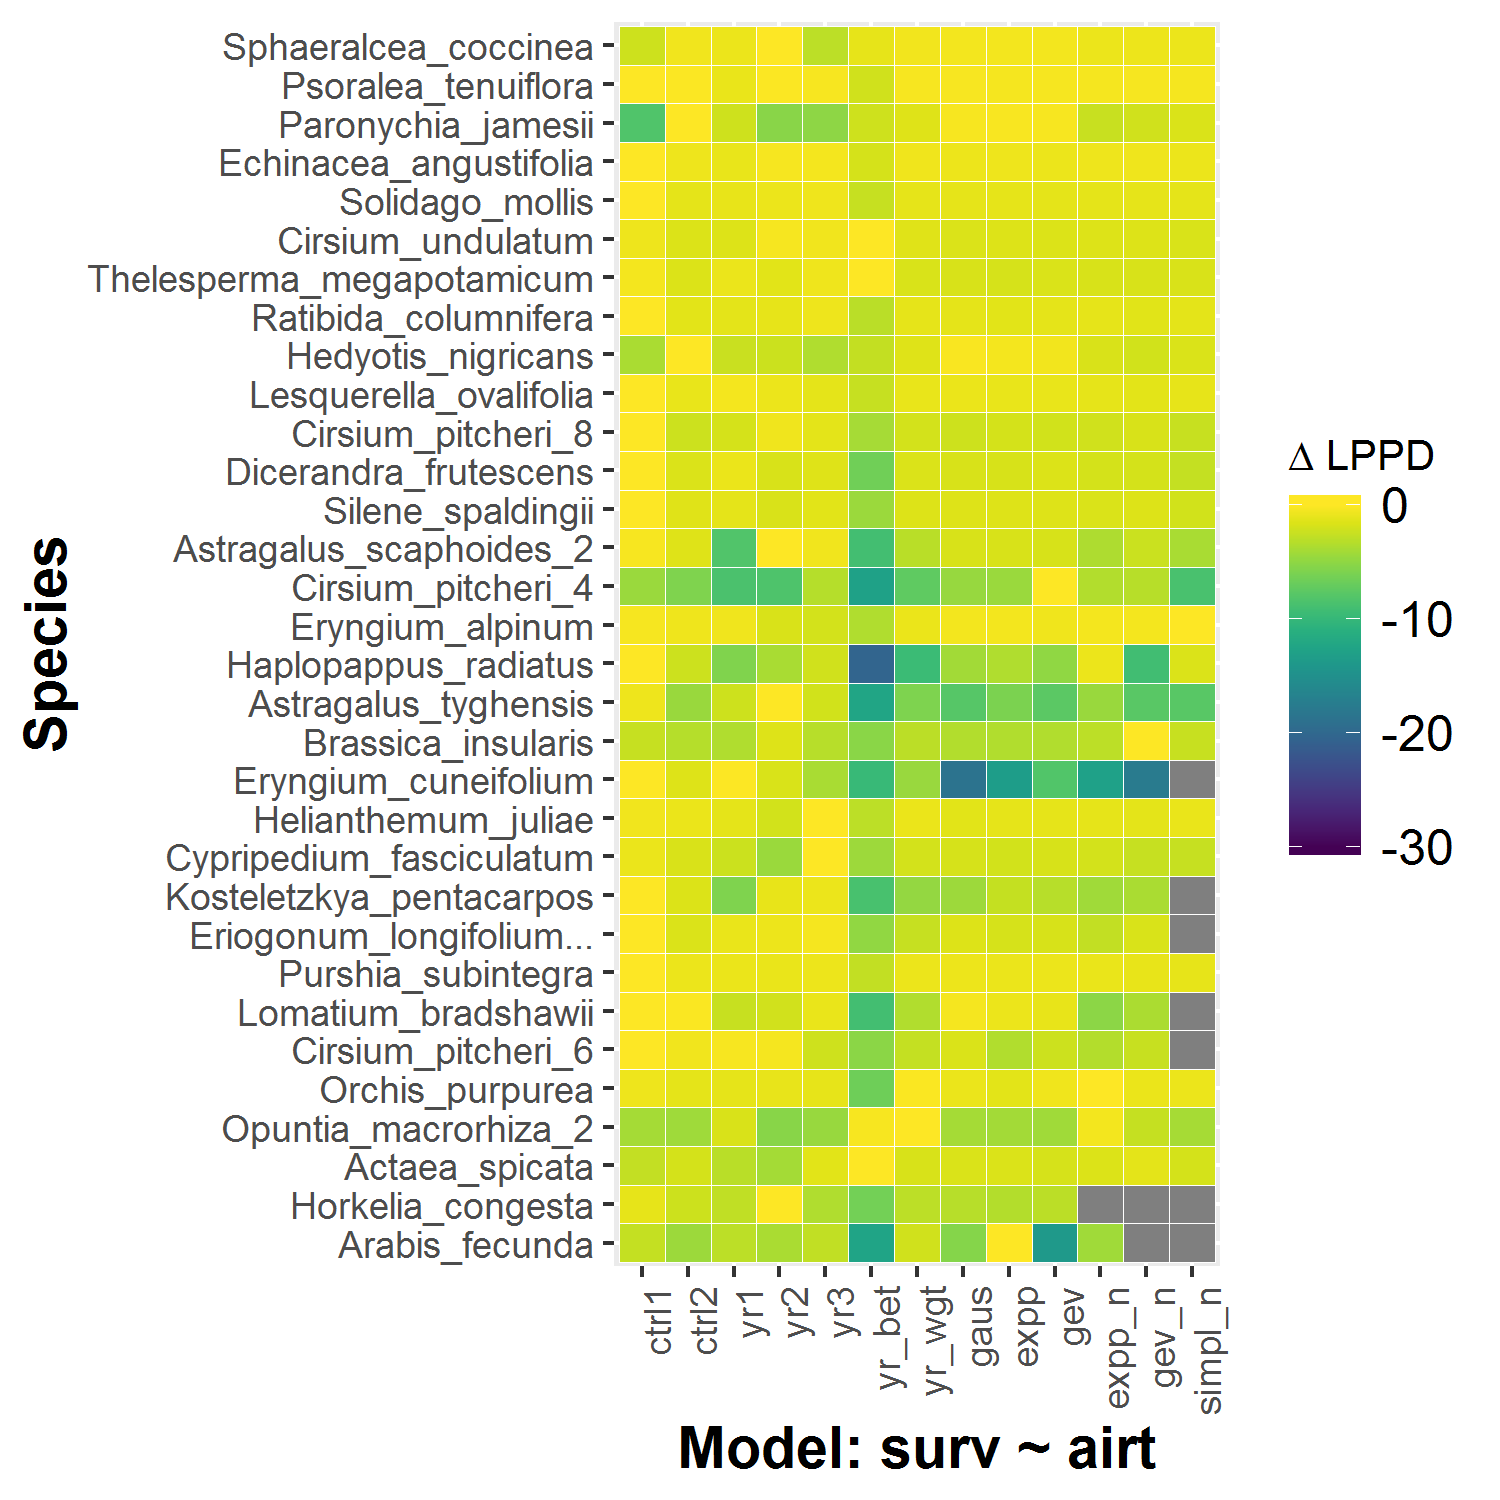 Sphaeralcea_coccinea
Psoralea_tenuiflora
Paronychia_jamesii
Echinacea_angustifolia
Solidago_mollis
Cirsium_undulatum
Thelesperma_megapotamicum
Ratibida_columnifera
Hedyotis_nigricans
Lesquerella_ovalifolia
Cirsium_pitcheri_8
Dicerandra_frutescens
Silene_spaldingii
Astragalus_scaphoides_2
Cirsium_pitcheri_4
Eryngium_alpinum
Haplopappus_radiatus
Astragalus_tyghensis
Brassica_insularis
Eryngium_cuneifolium
Helianthemum_juliae
Cypripedium_fasciculatum
Kosteletzkya_pentacarpos
Eriogonum_longifolium...
Purshia_subintegra
Lomatium_bradshawii
Cirsium_pitcheri_6
Orchis_purpurea
Opuntia_macrorhiza_2
Actaea_spicata
Horkelia_congesta
Arabis_fecunda
Species
ctrl1
ctrl2
yr1
yr2
yr3
yr_bet
yr_wgt
gaus
expp
gev
expp_n
gev_n
simpl_n
Model: surv ~ airt
Δ LPPD
0
-10
-20
-30